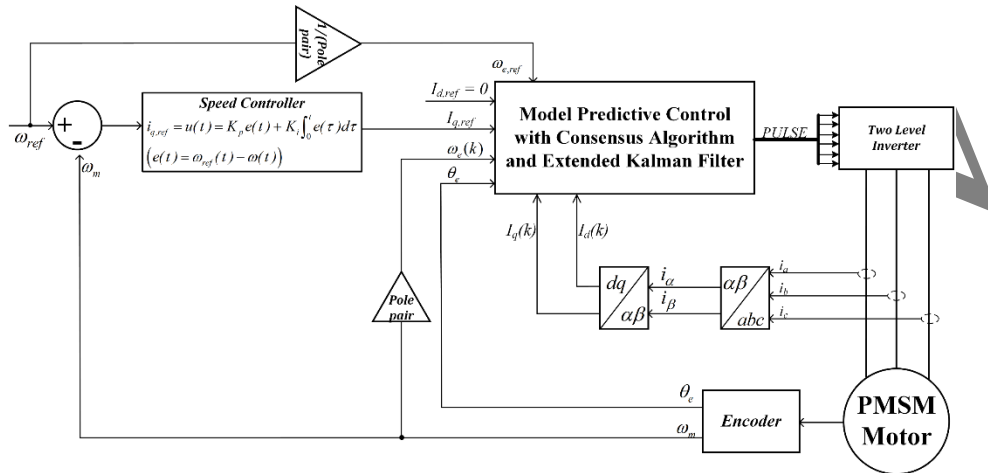 1/(Pole
pair)
ω_{e,ref}
I_{d,ref} = 0
I_{q,ref}
ω_e(k)
θ_e
ω_{ref}
+
-
ω_m
Speed Controller
i_{q,ref} = u(t) = K_p e(t) + K_i ∫_0^t e(τ)dτ
(e(t) = ω_{ref}(t) − ω(t))
Model Predictive Control
with Consensus Algorithm
and Extended Kalman Filter
PULSE
Two Level
Inverter
I_q(k)
I_d(k)
dq
αβ
i_α
i_β
αβ
abc
i_a
i_b
i_c
Pole
pair
θ_e
ω_m
Encoder
PMSM
Motor